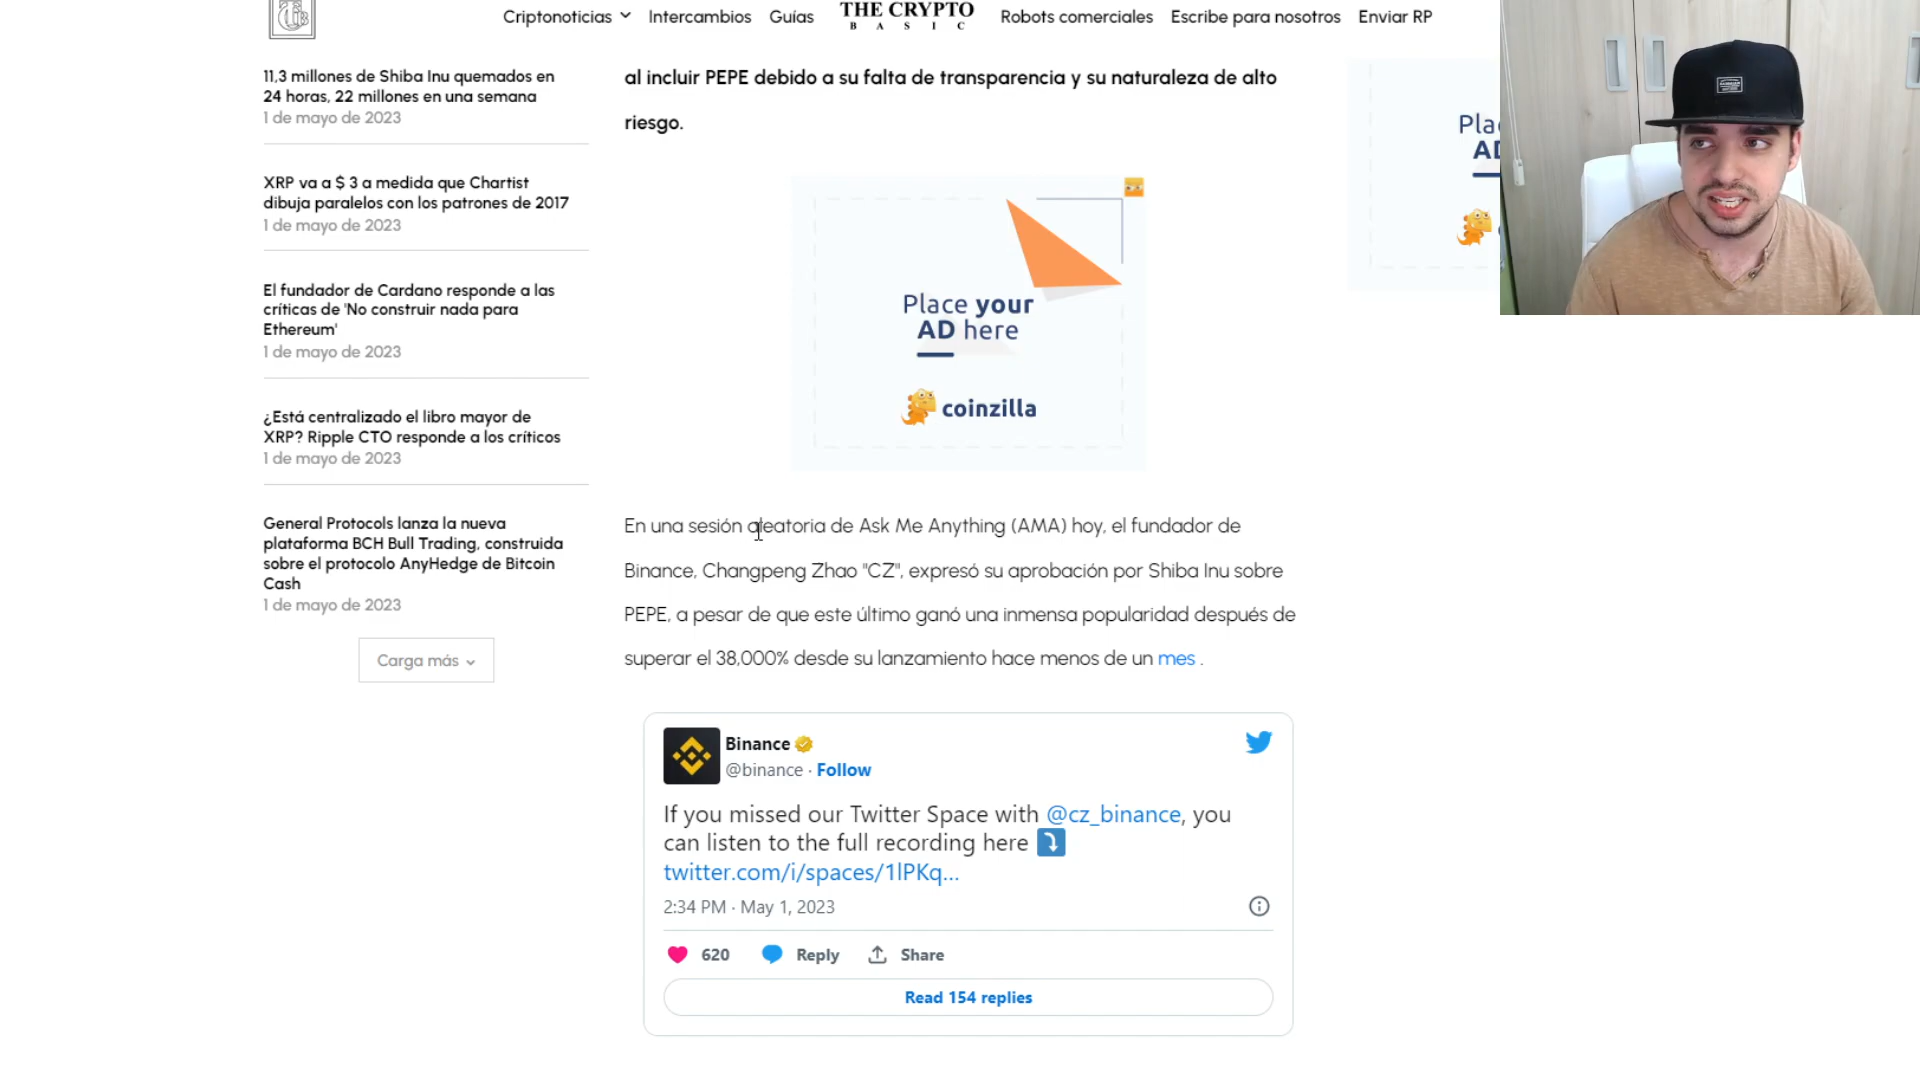 Criptonoticias
Intercambios
Guías
THE CRYPTO
BASIC
Robots comerciales
Escribe para nosotros
Enviar RP
11,3 millones de Shiba Inu quemados en
24 horas, 22 millones en una semana
1 de mayo de 2023
XRP va a $ 3 a medida que Chartist
dibuja paralelos con los patrones de 2017
1 de mayo de 2023
El fundador de Cardano responde a las
críticas de 'No construir nada para
Ethereum'
1 de mayo de 2023
¿Está centralizado el libro mayor de
XRP? Ripple CTO responde a los críticos
1 de mayo de 2023
General Protocols lanza la nueva
plataforma BCH Bull Trading, construida
sobre el protocolo AnyHedge de Bitcoin
Cash
1 de mayo de 2023
Carga más
al incluir PEPE debido a su falta de transparencia y su naturaleza de alto
riesgo.
Place your
AD here
coinzilla
En una sesión aleatoria de Ask Me Anything (AMA) hoy, el fundador de
Binance, Changpeng Zhao "CZ", expresó su aprobación por Shiba Inu sobre
PEPE, a pesar de que este último ganó una inmensa popularidad después de
superar el 38,000% desde su lanzamiento hace menos de un mes .
Binance
@binance · Follow
If you missed our Twitter Space with @cz_binance, you
can listen to the full recording here
twitter.com/i/spaces/1lPKq...
2:34 PM · May 1, 2023
620
Reply
Share
Read 154 replies